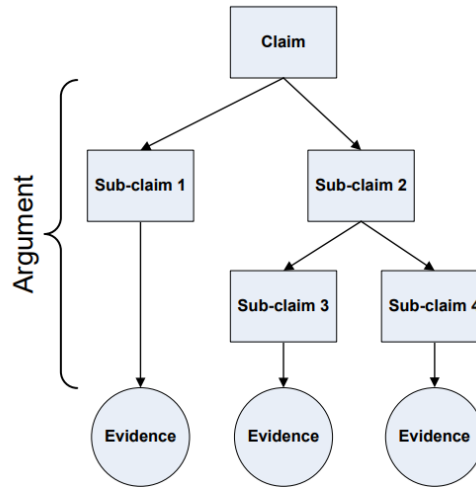 Claim
Argument
Sub-claim 1
Sub-claim 2
Sub-claim 3
Sub-claim 4
Evidence
Evidence
Evidence